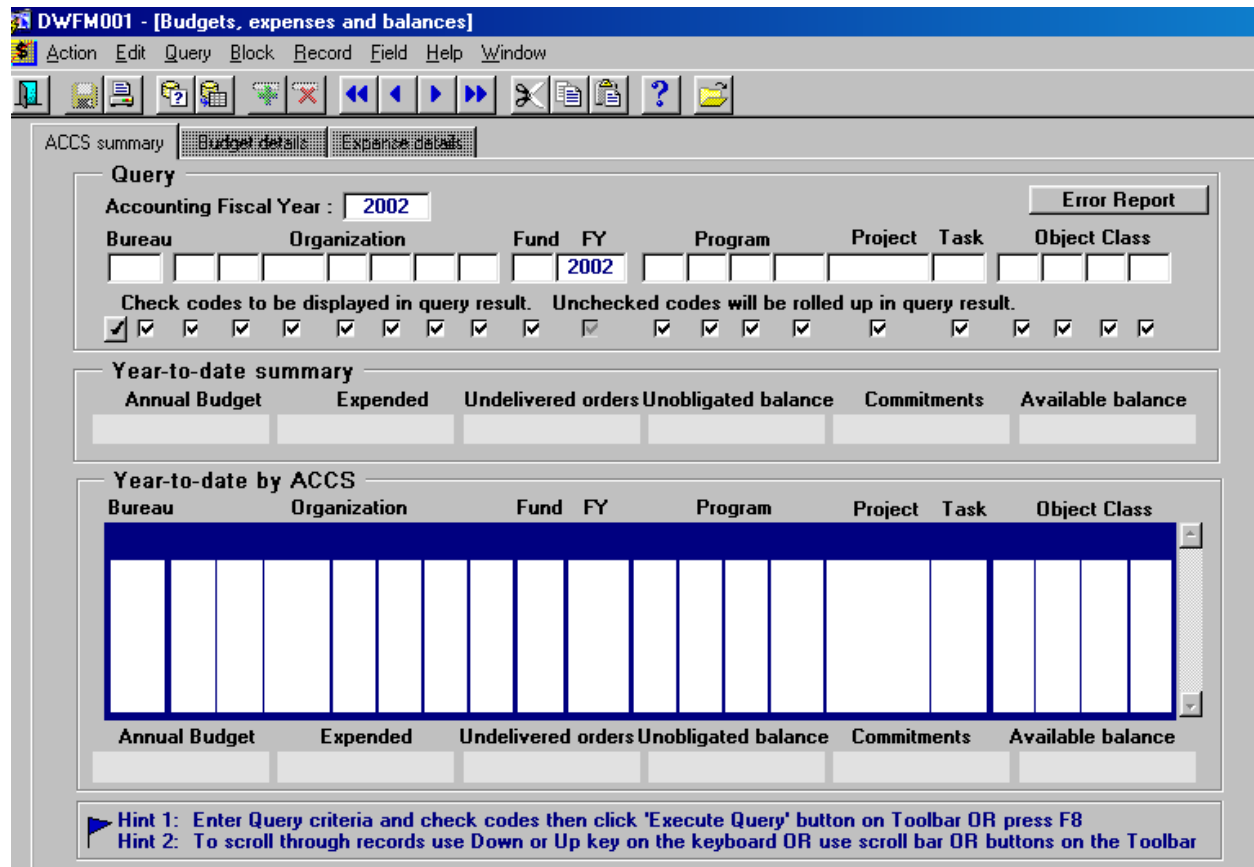 DWFM001 - [Budgets, expenses and balances]
Action Edit Query Block Record Field Help Window
ACCS summary Budget details Expense details
Query
Accounting Fiscal Year : 2002 Error Report
Bureau Organization Fund FY Program Project Task Object Class
2002
Check codes to be displayed in query result. Unchecked codes will be rolled up in query result.
Year-to-date summary
Annual Budget Expended Undelivered orders Unobligated balance Commitments Available balance
Year-to-date by ACCS
Bureau Organization Fund FY Program Project Task Object Class
Annual Budget Expended Undelivered orders Unobligated balance Commitments Available balance
Hint 1: Enter Query criteria and check codes then click 'Execute Query' button on Toolbar OR press F8
Hint 2: To scroll through records use Down or Up key on the keyboard OR use scroll bar OR buttons on the Toolbar